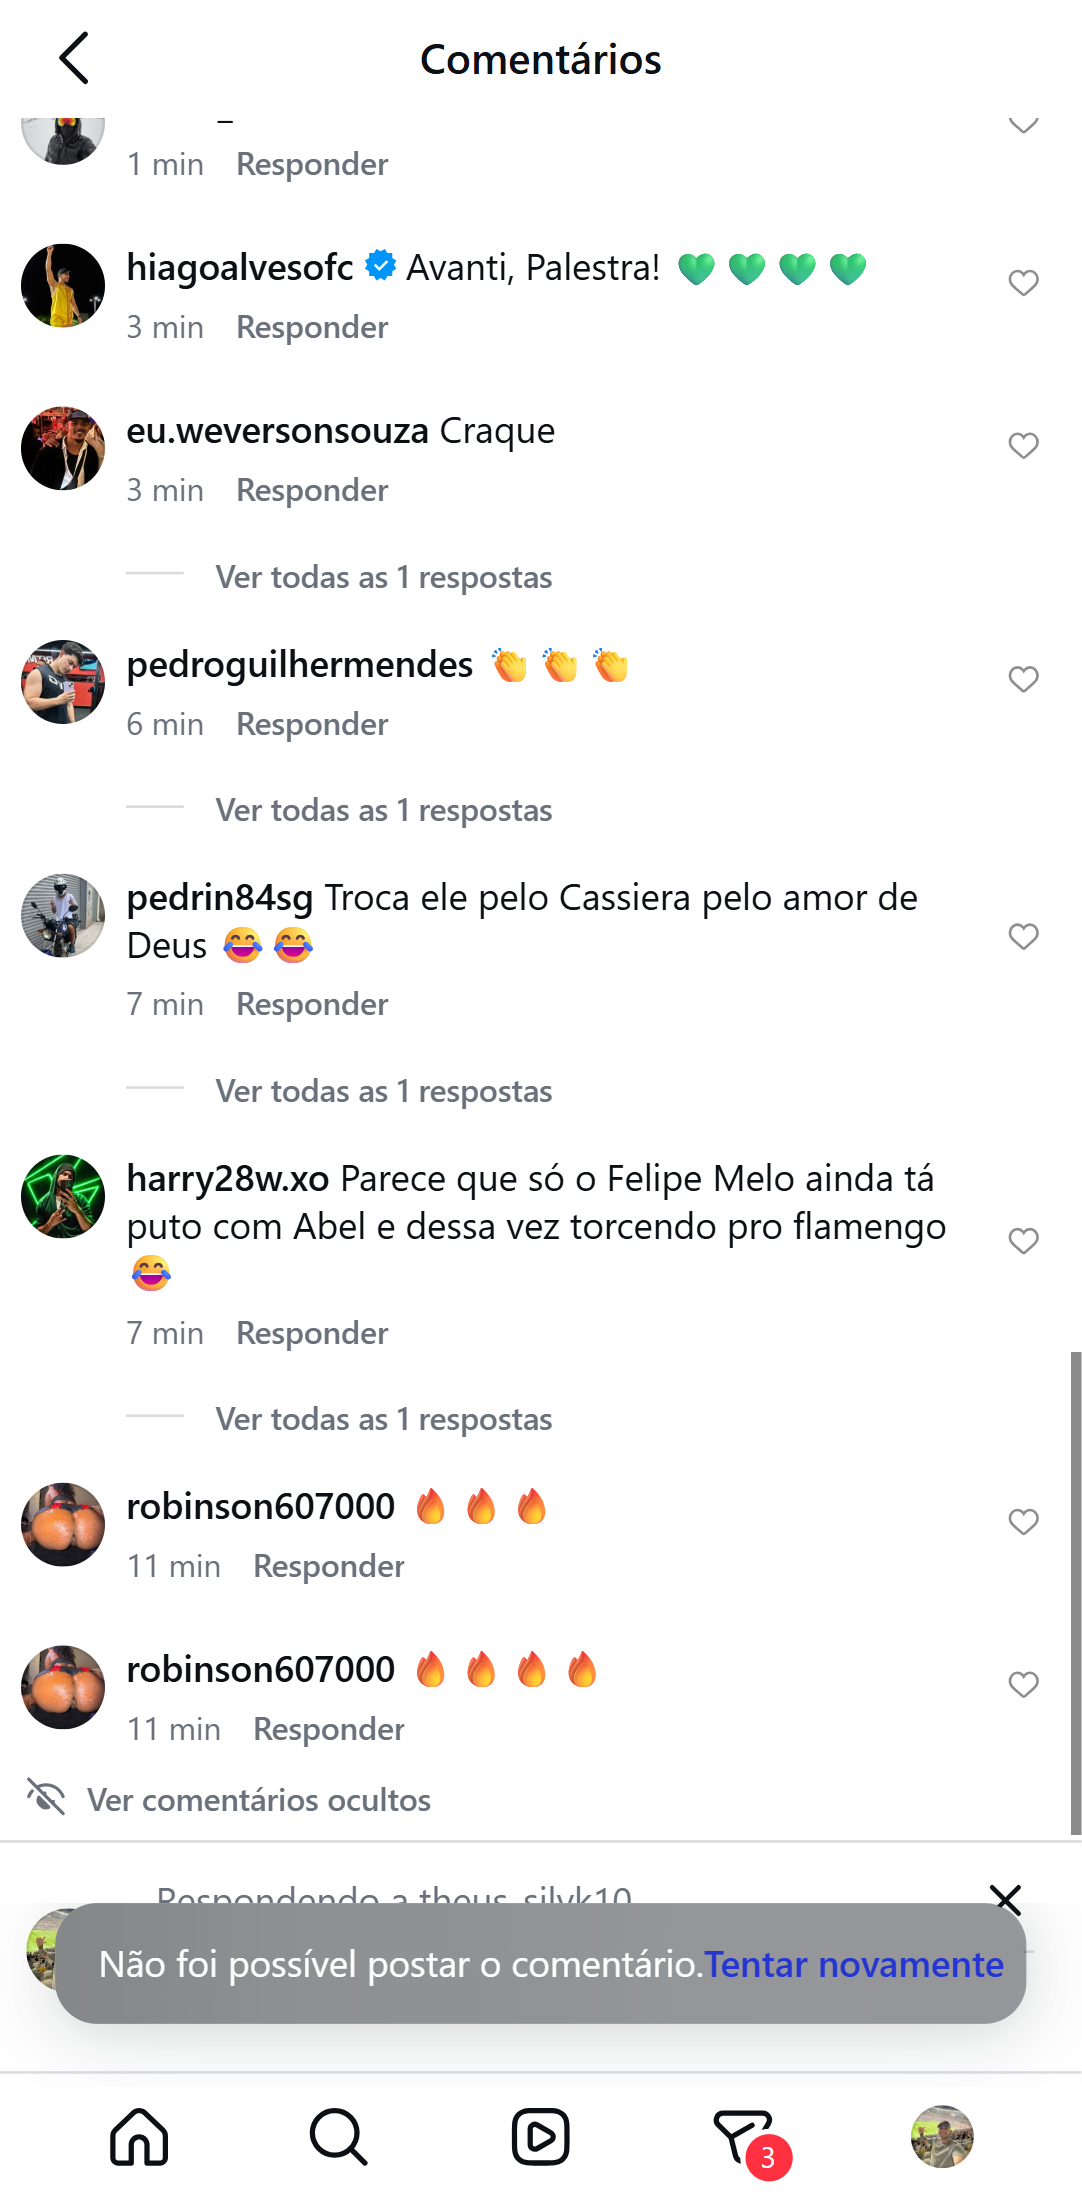 Comentários
1 min Responder
hiagoalvesofc Avanti, Palestra! 💚 💚 💚 💚
3 min Responder
eu.weversonsouza Craque
3 min Responder
Ver todas as 1 respostas
pedroguilhermendes 👏 👏 👏
6 min Responder
Ver todas as 1 respostas
pedrin84sg Troca ele pelo Cassiera pelo amor de
Deus 😂 😂
7 min Responder
Ver todas as 1 respostas
harry28w.xo Parece que só o Felipe Melo ainda tá
puto com Abel e dessa vez torcendo pro flamengo
😂
7 min Responder
Ver todas as 1 respostas
robinson607000 🔥 🔥 🔥
11 min Responder
robinson607000 🔥 🔥 🔥 🔥
11 min Responder
Ver comentários ocultos
Respondendo a theus_silvk10
Não foi possível postar o comentário.Tentar novamente
3